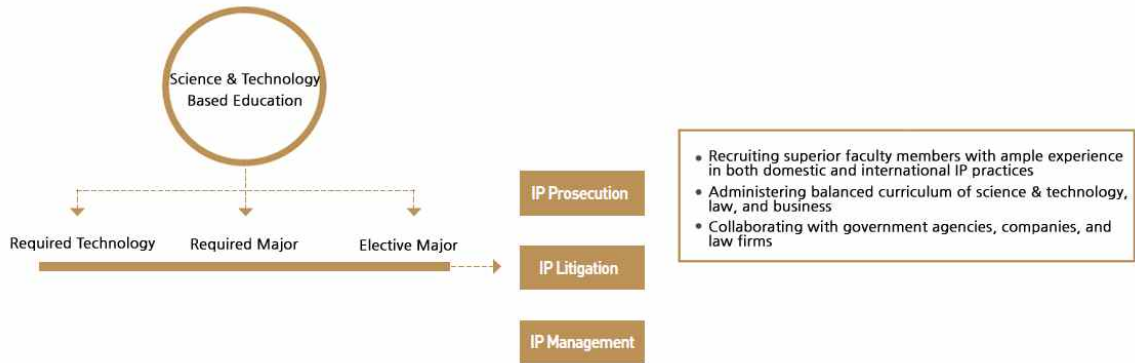 Science & Technology
Based Education
Required Technology
Required Major
Elective Major
IP Prosecution
IP Litigation
IP Management
• Recruiting superior faculty members with ample experience
in both domestic and international IP practices
• Administering balanced curriculum of science & technology,
law, and business
• Collaborating with government agencies, companies, and
law firms